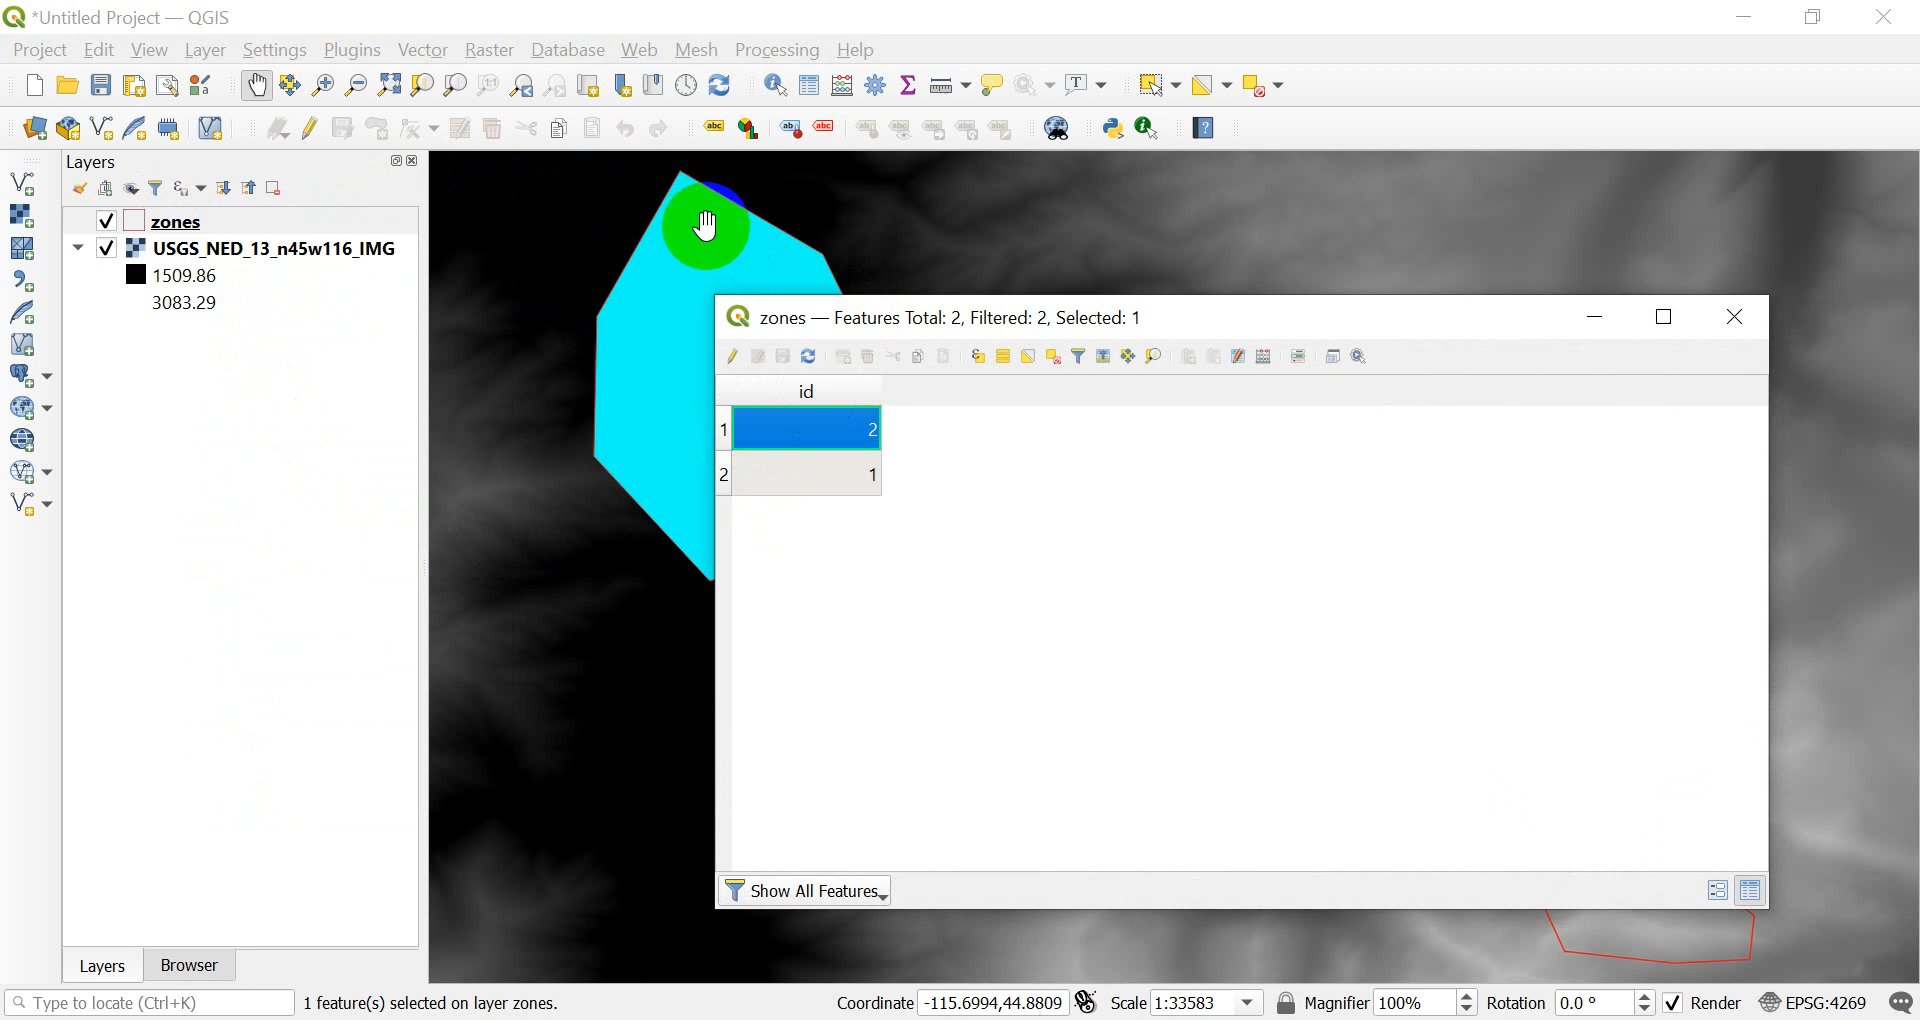 *Untitled Project — QGIS
Project Edit View Layer Settings Plugins Vector Raster Database Web Mesh Processing Help
Layers
zones
USGS_NED_13_n45w116_IMG
1509.86
3083.29
zones — Features Total: 2, Filtered: 2, Selected: 1
id
1 2
2 1
Show All Features
Layers Browser
Type to locate (Ctrl+K) 1 feature(s) selected on layer zones. Coordinate -115.6994,44.8809 Scale 1:33583 Magnifier 100% Rotation 0.0 ° Render EPSG:4269